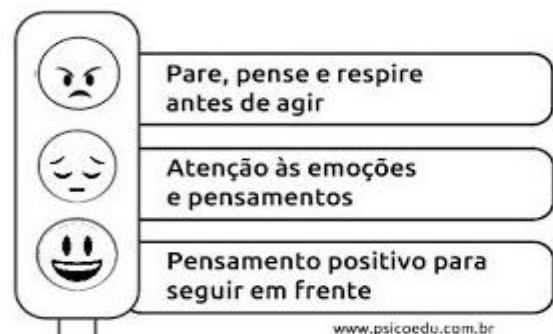 Pare, pense e respire
antes de agir
Atenção às emoções
e pensamentos
Pensamento positivo para
seguir em frente
www.psicoedu.com.br